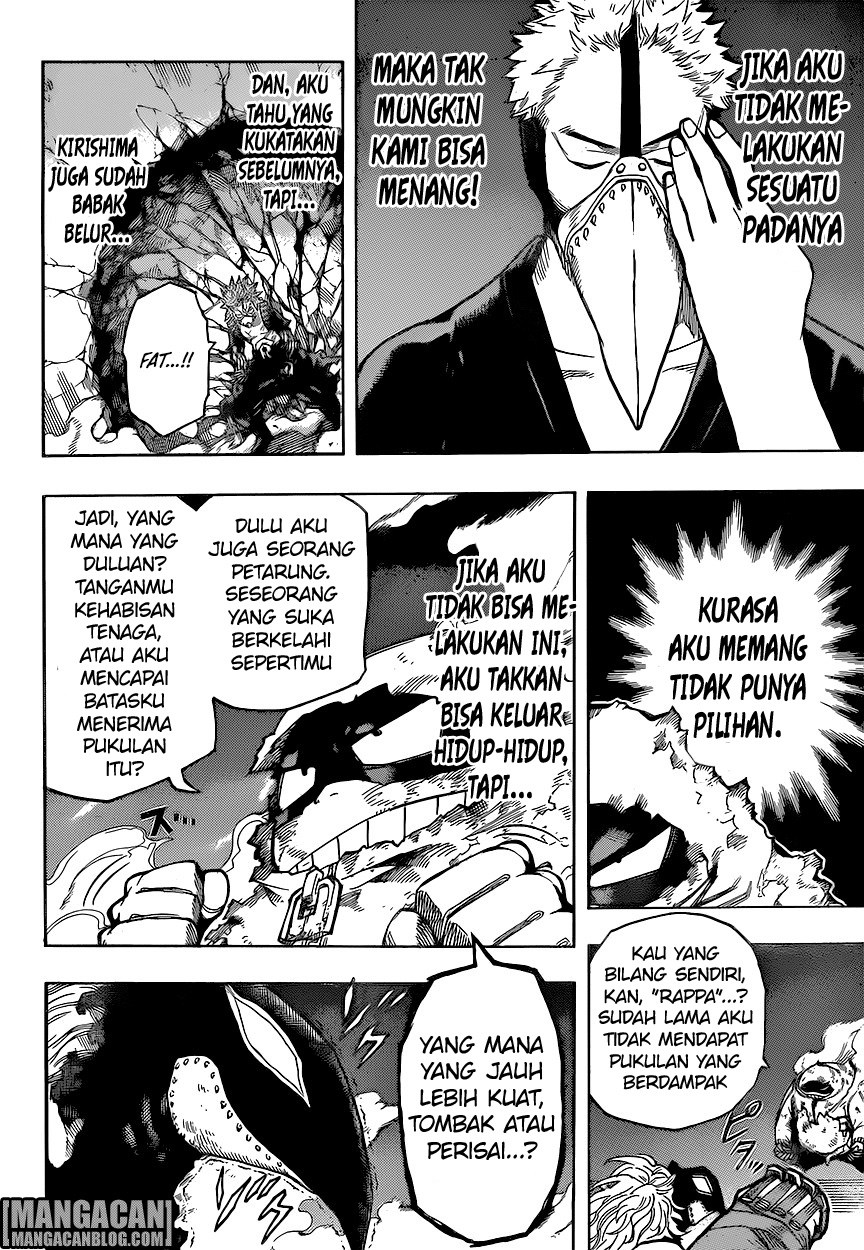 JIKA AKU
TIDAK ME-
LAKUKAN
SESUATU
PADANYA
MAKA TAK
MUNGKIN
KAMI BISA
MENANG!
DAN, AKU
TAHU YANG
KUKATAKAN
SEBELUMNYA,
TAPI...
KIRISHIMA
JUGA SUDAH
BABAK
BELUR...
FAT...!!
KURASA
AKU MEMANG
TIDAK PUNYA
PILIHAN.
JIKA AKU
TIDAK BISA ME-
LAKUKAN INI,
AKU TAKKAN
BISA KELUAR
HIDUP-HIDUP,
TAPI...
DULU AKU
JUGA SEORANG
PETARUNG.
SESEORANG
YANG SUKA
BERKELAHI
SEPERTIMU
JADI, YANG
MANA YANG
DULUAN?
TANGANMU
KEHABISAN
TENAGA,
ATAU AKU
MENCAPAI
BATASKU
MENERIMA
PUKULAN
ITU?
ズ...
KAU YANG
BILANG SENDIRI,
KAN, "RAPPA"...?
SUDAH LAMA AKU
TIDAK MENDAPAT
PUKULAN YANG
BERDAMPAK
ピク
YANG MANA
YANG JAUH
LEBIH KUAT,
TOMBAK ATAU
PERISAI...?
[MANGACAN]
MANGACANBLOG.COM